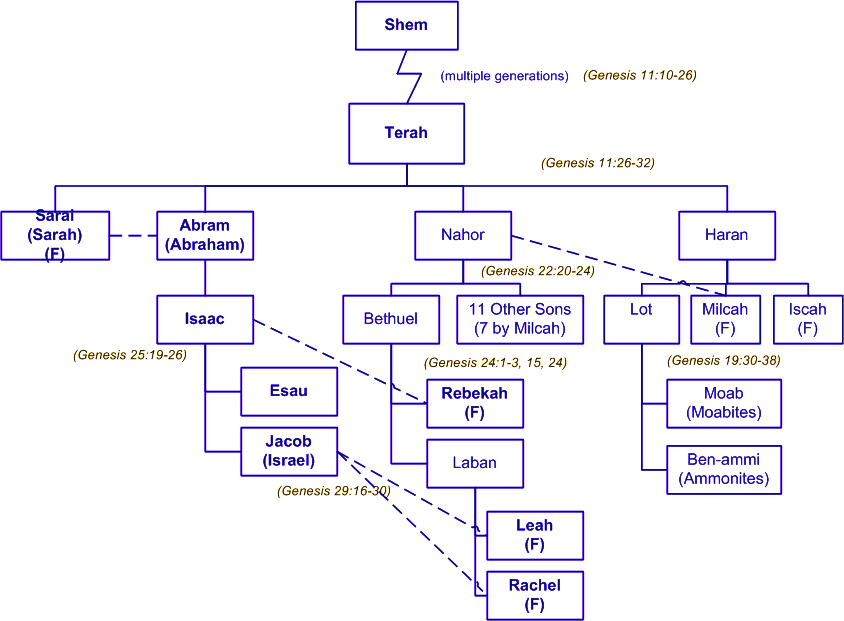 Shem
(multiple generations) (Genesis 11:10-26)
Terah
(Genesis 11:26-32)
Sarai
(Sarah)
(F)
Abram
(Abraham)
Nahor
Haran
(Genesis 22:20-24)
Isaac
Bethuel
11 Other Sons
(7 by Milcah)
Lot
Milcah
(F)
Iscah
(F)
(Genesis 25:19-26)
(Genesis 24:1-3, 15, 24)
(Genesis 19:30-38)
Esau
Rebekah
(F)
Moab
(Moabites)
Jacob
(Israel)
Laban
Ben-ammi
(Ammonites)
(Genesis 29:16-30)
Leah
(F)
Rachel
(F)